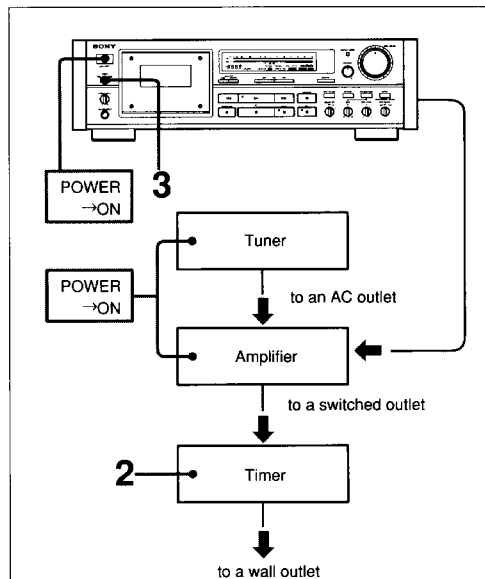 SONY
POWER
→ON
3
Tuner
POWER
→ON
to an AC outlet
Amplifier
to a switched outlet
2
Timer
to a wall outlet